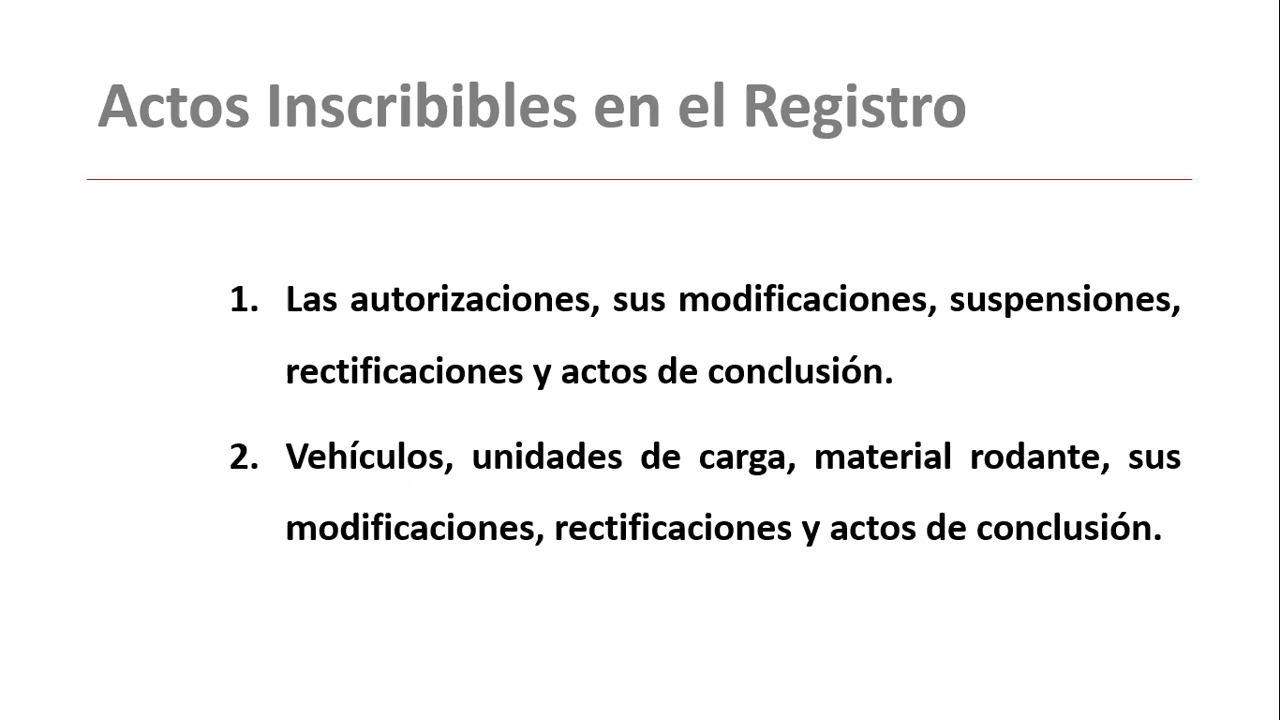 Actos Inscribibles en el Registro
1. Las autorizaciones, sus modificaciones, suspensiones,
rectificaciones y actos de conclusión.
2. Vehículos, unidades de carga, material rodante, sus
modificaciones, rectificaciones y actos de conclusión.